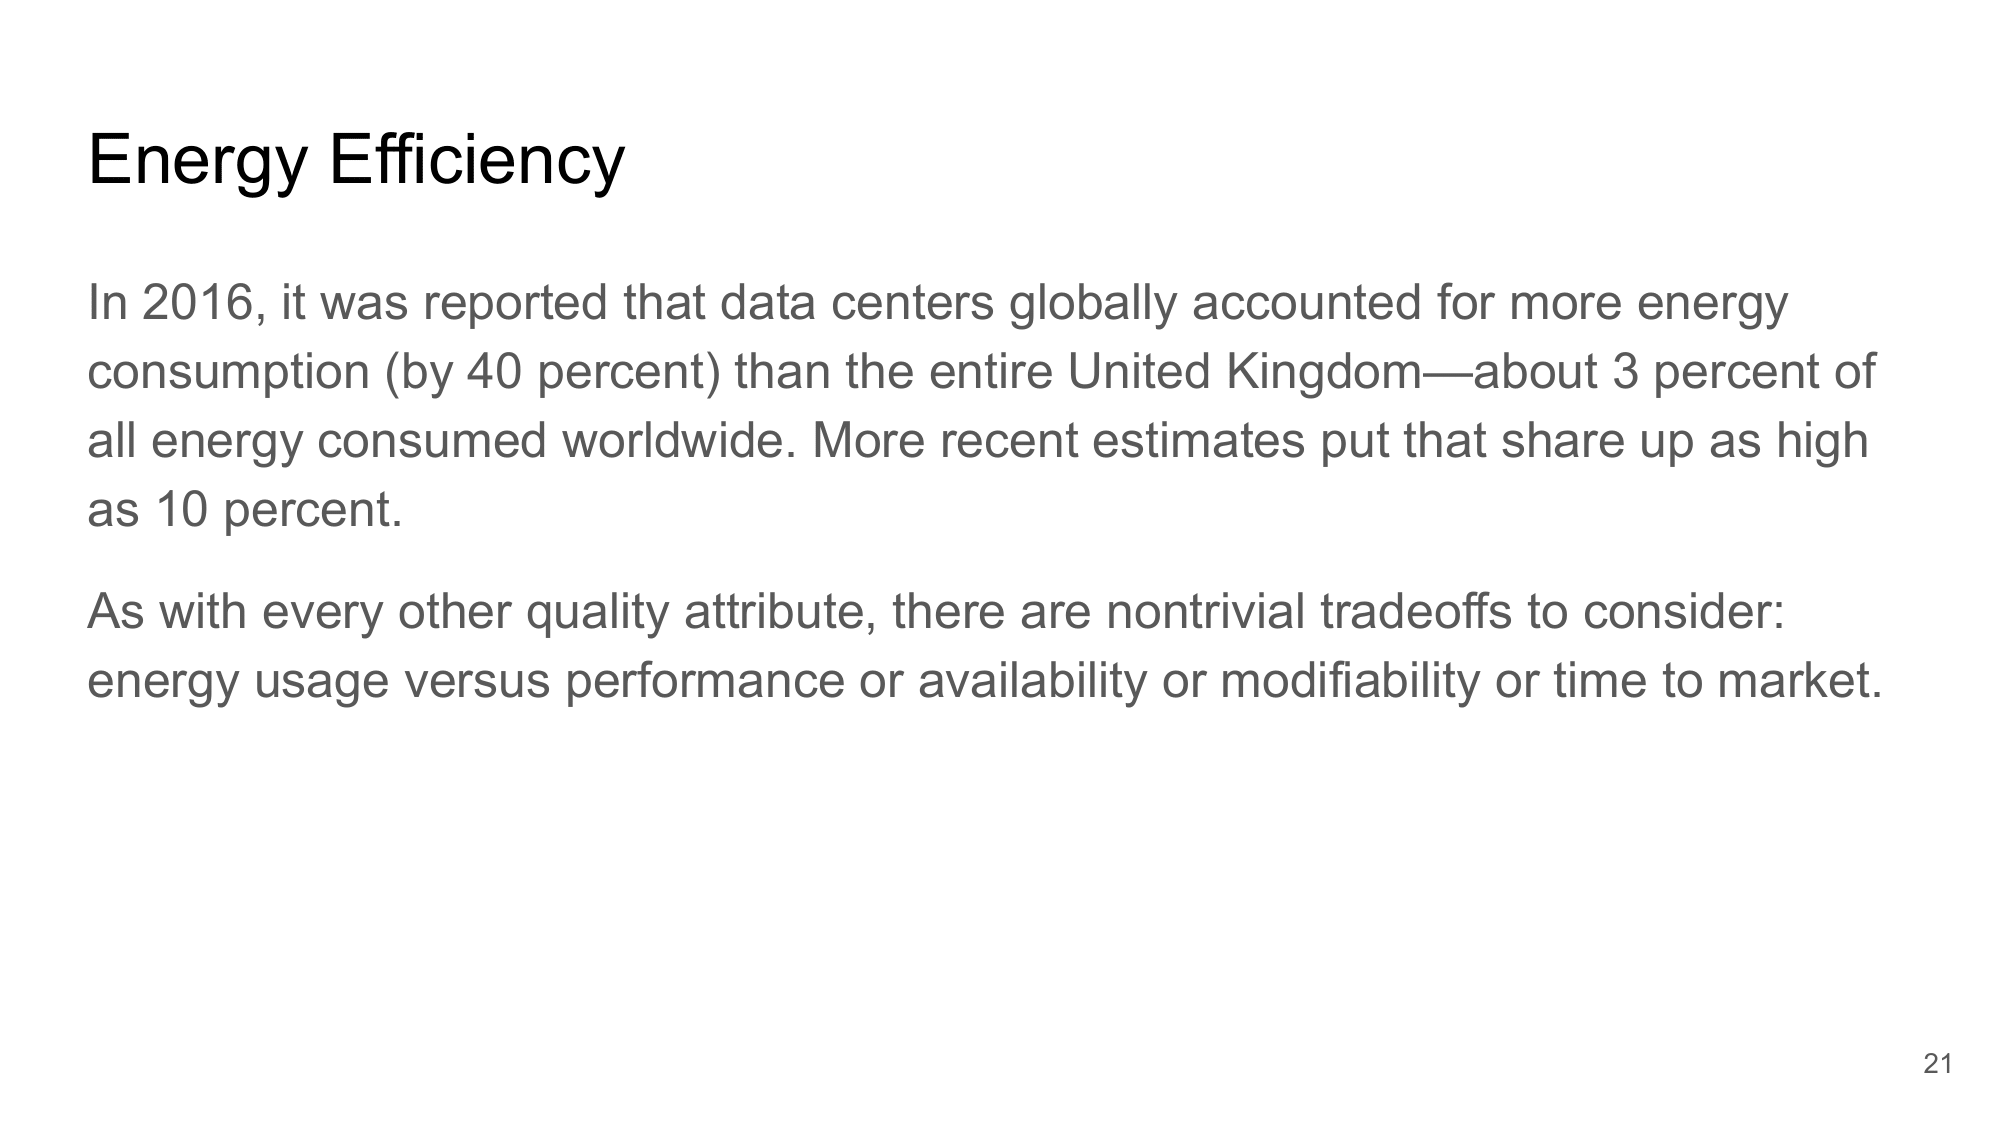 Energy Efficiency
In 2016, it was reported that data centers globally accounted for more energy
consumption (by 40 percent) than the entire United Kingdom—about 3 percent of
all energy consumed worldwide. More recent estimates put that share up as high
as 10 percent.
As with every other quality attribute, there are nontrivial tradeoffs to consider:
energy usage versus performance or availability or modifiability or time to market.
21